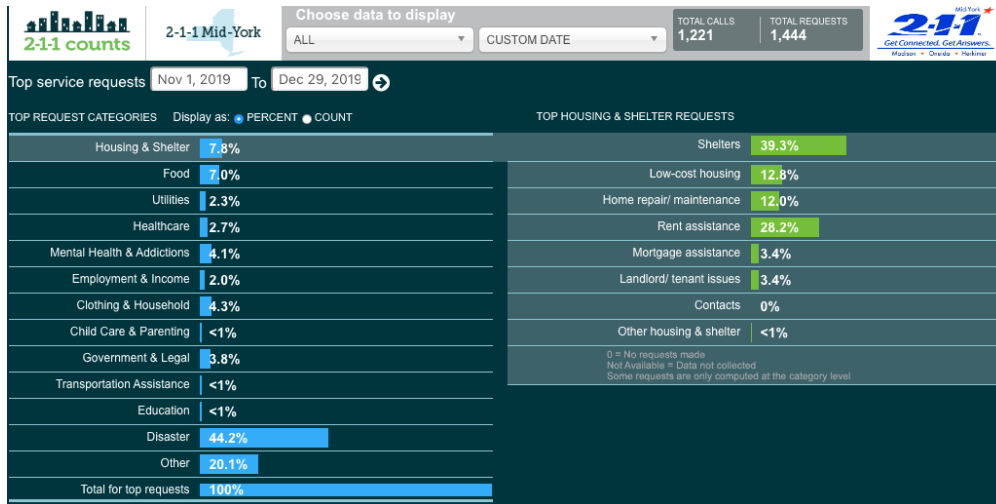 2-1-1 counts
2-1-1 Mid-York
Choose data to display
ALL
CUSTOM DATE
TOTAL CALLS
1,221
TOTAL REQUESTS
1,444
Mid York
2-1-1
Get Connected. Get Answers.
Madison • Oneida • Herkimer
Top service requests Nov 1, 2019 To Dec 29, 2019
TOP REQUEST CATEGORIES Display as: PERCENT COUNT
Housing & Shelter 7.8%
Food 7.0%
Utilities 2.3%
Healthcare 2.7%
Mental Health & Addictions 4.1%
Employment & Income 2.0%
Clothing & Household 4.3%
Child Care & Parenting <1%
Government & Legal 3.8%
Transportation Assistance <1%
Education <1%
Disaster 44.2%
Other 20.1%
Total for top requests 100%
TOP HOUSING & SHELTER REQUESTS
Shelters 39.3%
Low-cost housing 12.8%
Home repair/ maintenance 12.0%
Rent assistance 28.2%
Mortgage assistance 3.4%
Landlord/ tenant issues 3.4%
Contacts 0%
Other housing & shelter <1%
0 = No requests made
Not Available = Data not collected
Some requests are only computed at the category level